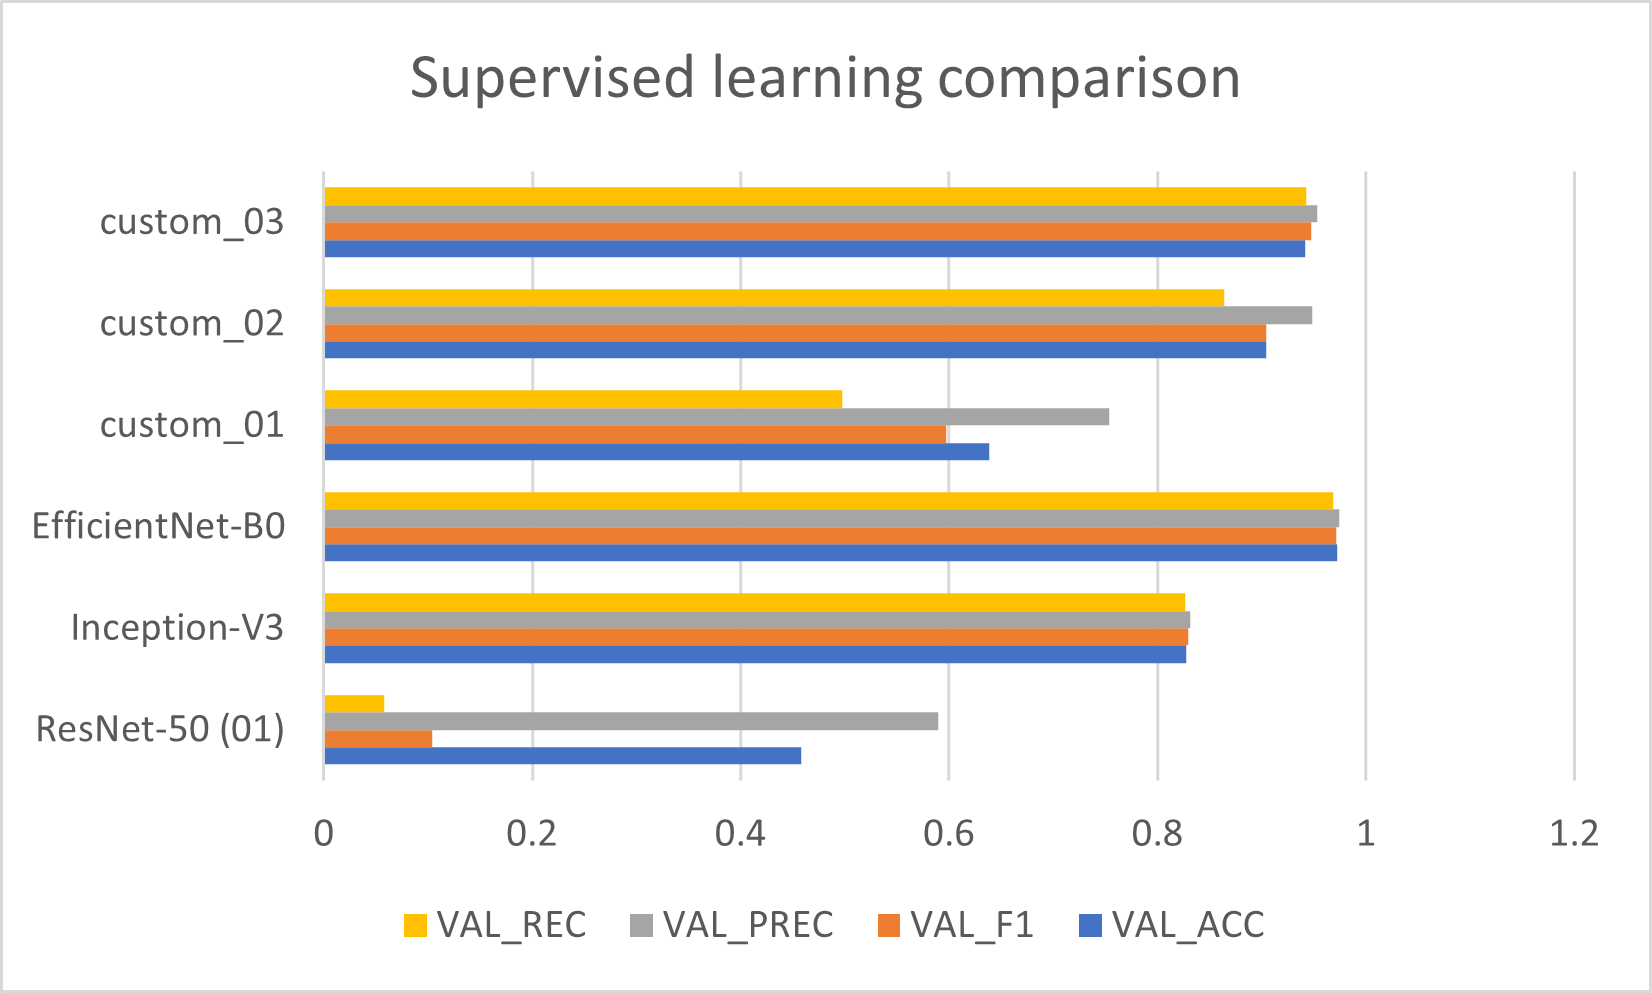 Supervised learning comparison
custom_03
custom_02
custom_01
EfficientNet-B0
Inception-V3
ResNet-50 (01)
0 0.2 0.4 0.6 0.8 1 1.2
VAL_REC VAL_PREC VAL_F1 VAL_ACC